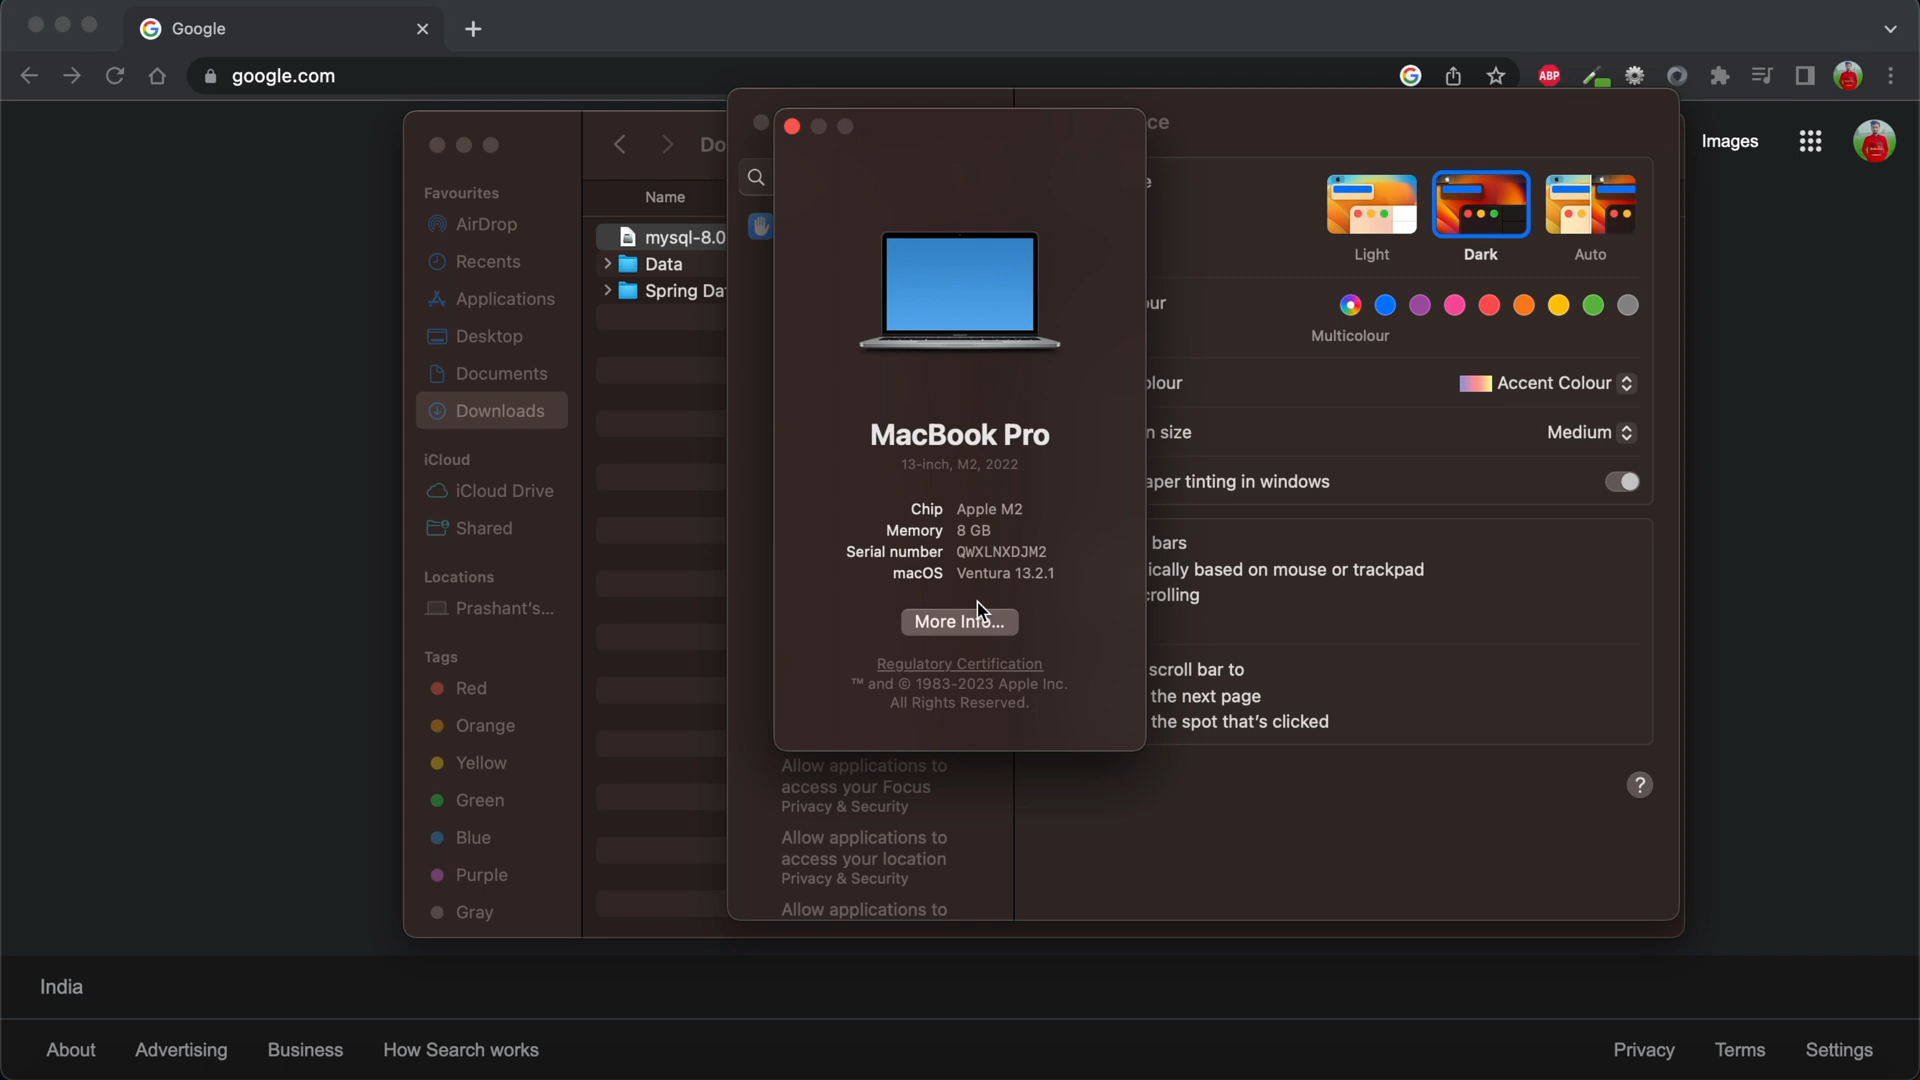 Google
google.com
ABP
Images
Favourites
AirDrop
Recents
Applications
Desktop
Documents
Downloads
iCloud
iCloud Drive
Shared
Locations
Prashant's...
Tags
Red
Orange
Yellow
Green
Blue
Purple
Gray
Do
Name
mysql-8.0
Data
Spring Da
MacBook Pro
13-inch, M2, 2022
Chip Apple M2
Memory 8 GB
Serial number QWXLNXDJM2
macOS Ventura 13.2.1
More Info...
Regulatory Certification
™ and © 1983-2023 Apple Inc.
All Rights Reserved.
Allow applications to
access your Focus
Privacy & Security
Allow applications to
access your location
Privacy & Security
Allow applications to
ce
e
Light Dark Auto
our
Multicolour
olour
Accent Colour
n size
Medium
aper tinting in windows
bars
ically based on mouse or trackpad
rolling
scroll bar to
the next page
the spot that's clicked
?
India
About Advertising Business How Search works
Privacy Terms Settings